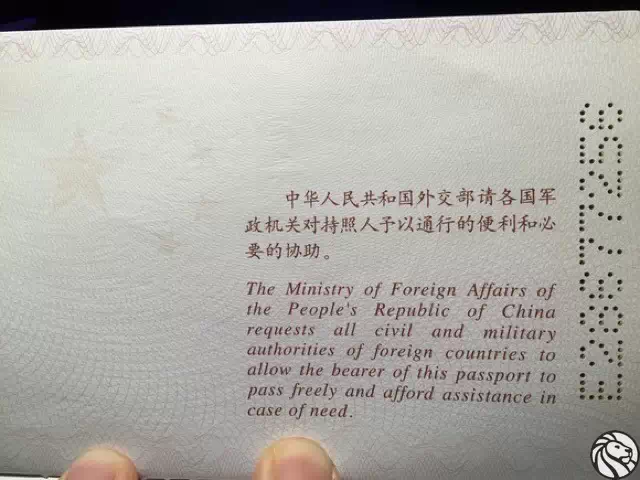 中华人民共和国外交部请各国军
政机关对持照人予以通行的便利和必
要的协助。
The Ministry of Foreign Affairs of
the People's Republic of China
requests all civil and military
authorities of foreign countries to
allow the bearer of this passport to
pass freely and afford assistance in
case of need.